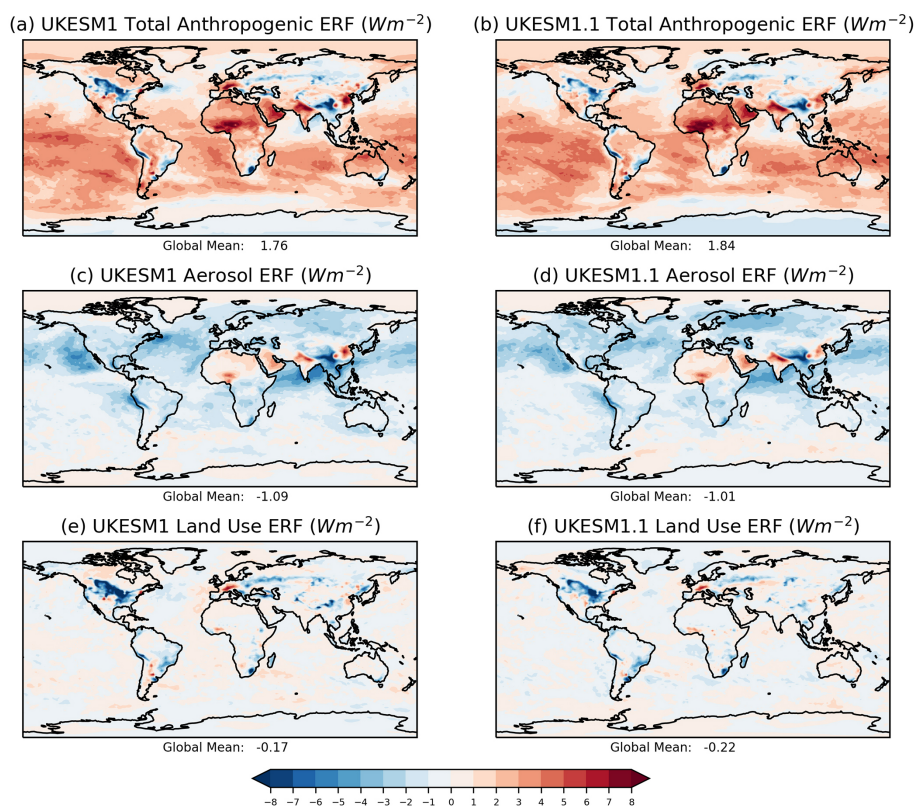 (a) UKESM1 Total Anthropogenic ERF (Wm⁻²)
(b) UKESM1.1 Total Anthropogenic ERF (Wm⁻²)
Global Mean: 1.76
Global Mean: 1.84
(c) UKESM1 Aerosol ERF (Wm⁻²)
(d) UKESM1.1 Aerosol ERF (Wm⁻²)
Global Mean: -1.09
Global Mean: -1.01
(e) UKESM1 Land Use ERF (Wm⁻²)
(f) UKESM1.1 Land Use ERF (Wm⁻²)
Global Mean: -0.17
Global Mean: -0.22
−8 −7 −6 −5 −4 −3 −2 −1 0 1 2 3 4 5 6 7 8